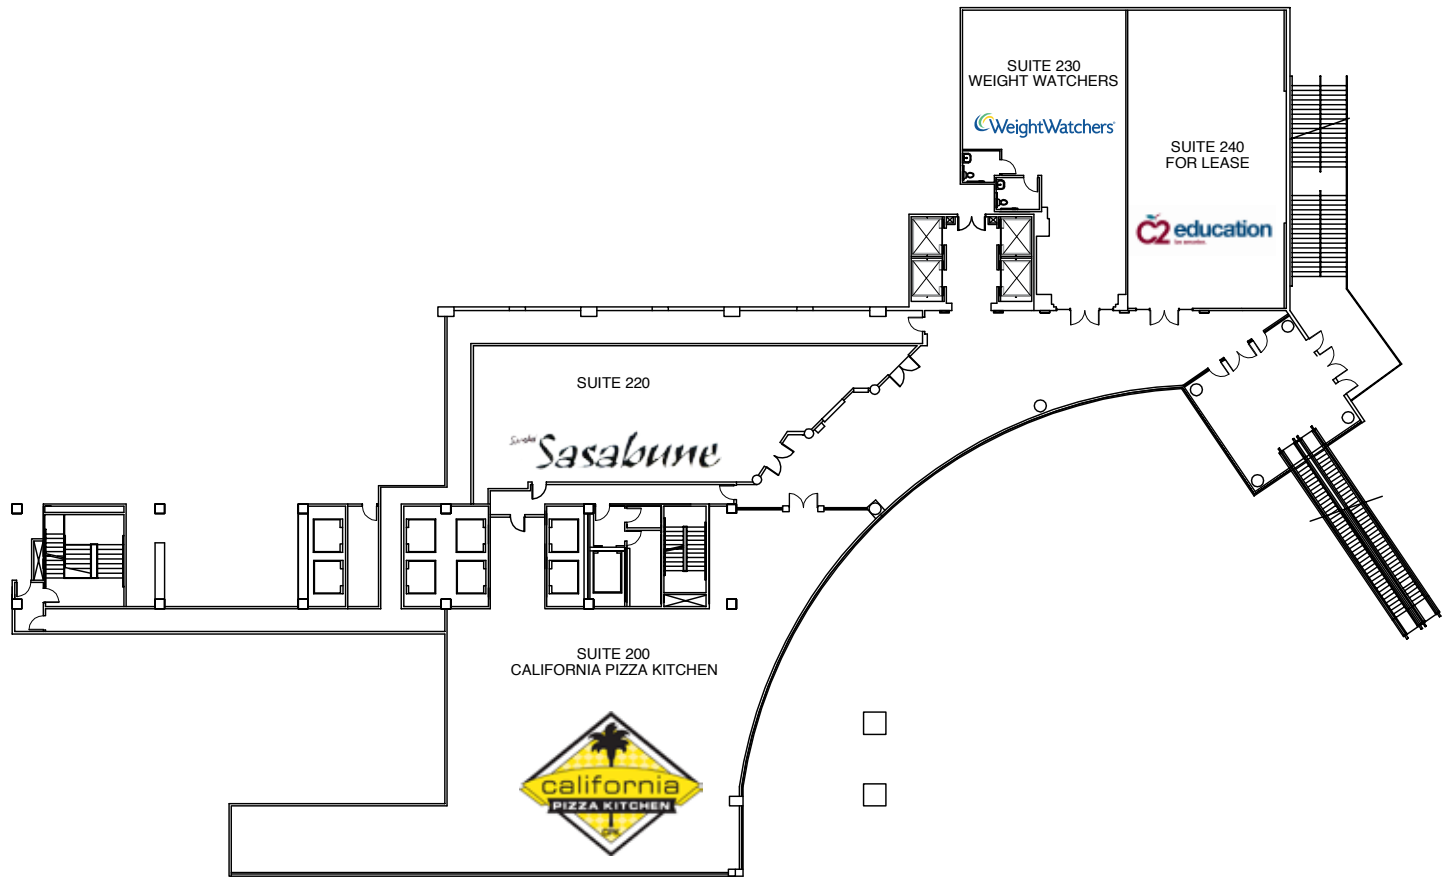 SUITE 230
WEIGHT WATCHERS
WeightWatchers
SUITE 240
FOR LEASE
C2 education
SUITE 220
Sasabune
SUITE 200
CALIFORNIA PIZZA KITCHEN
california
PIZZA KITCHEN
CPK